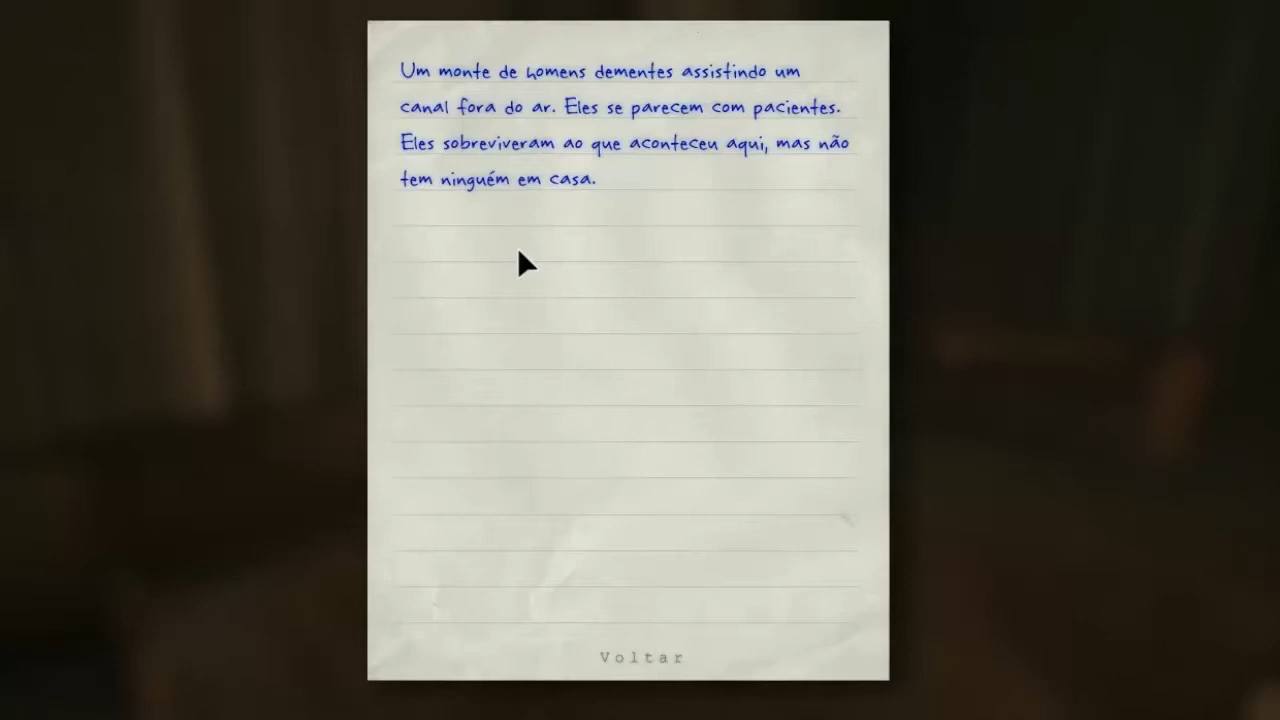 Um monte de homens dementes assistindo um
canal fora do ar. Eles se parecem com pacientes.
Eles sobreviveram ao que aconteceu aqui, mas não
tem ninguém em casa.
Voltar